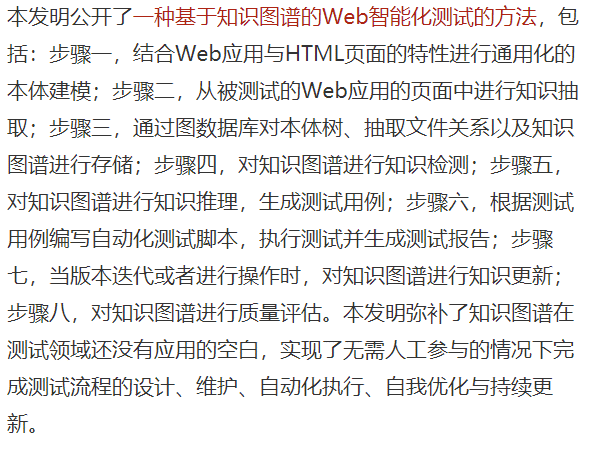 本发明公开了一种基于知识图谱的Web智能化测试的方法，包
括：步骤一，结合Web应用与HTML页面的特性进行通用化的
本体建模；步骤二，从被测试的Web应用的页面中进行知识抽
取；步骤三，通过图数据库对本体树、抽取文件关系以及知识
图谱进行存储；步骤四，对知识图谱进行知识检测；步骤五，
对知识图谱进行知识推理，生成测试用例；步骤六，根据测试
用例编写自动化测试脚本，执行测试并生成测试报告；步骤
七，当版本迭代或者进行操作时，对知识图谱进行知识更新；
步骤八，对知识图谱进行质量评估。本发明弥补了知识图谱在
测试领域还没有应用的空白，实现了无需人工参与的情况下完
成测试流程的设计、维护、自动化执行、自我优化与持续更
新。